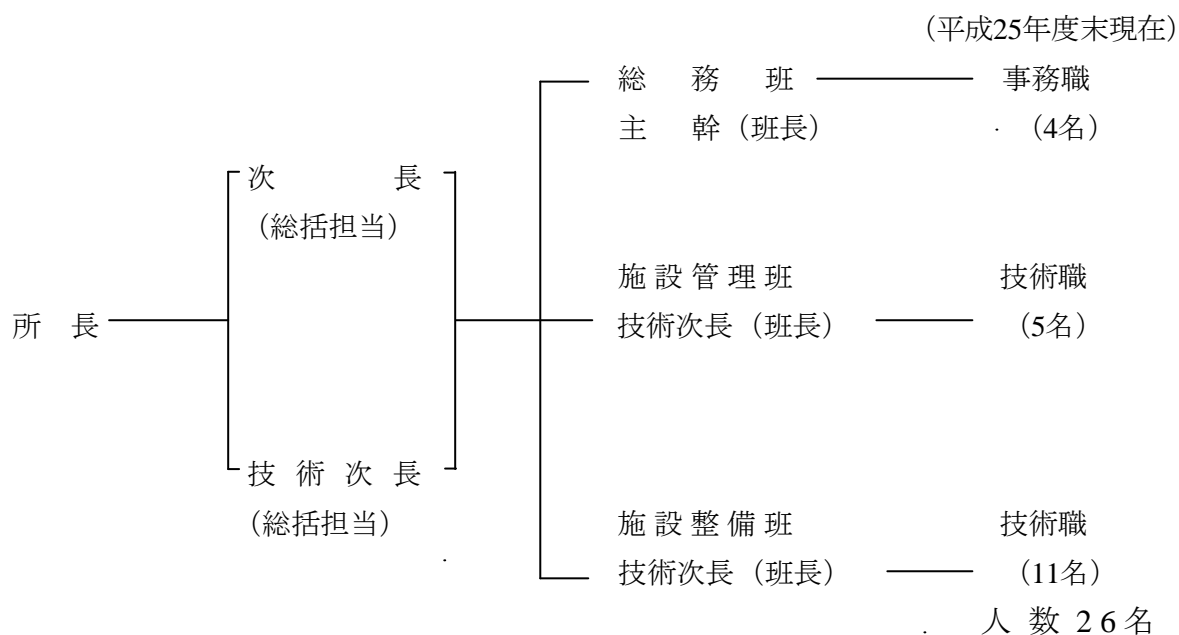 （平成25年度末現在）
総　務　班　事務職
主　幹（班長）　（4名）
次　　　長
（総括担当）
施 設 管 理 班　技術職
所　長　技術次長（班長）　（5名）
技 術 次 長
（総括担当）　施 設 整 備 班　技術職
技術次長（班長）　（11名）
人 数 2 6 名